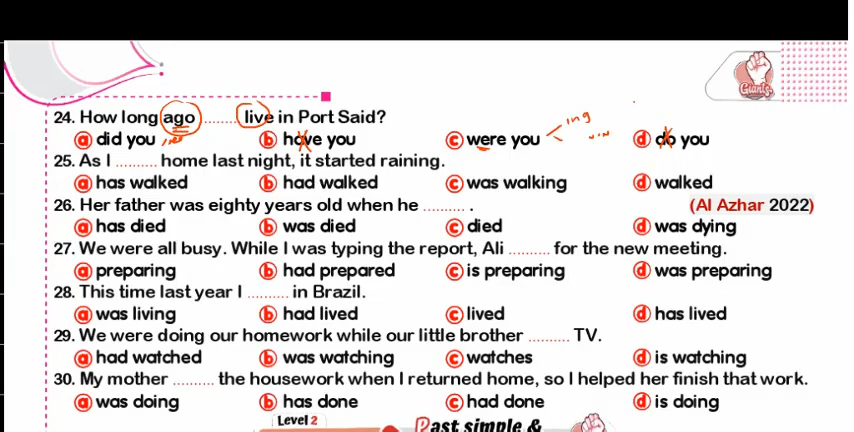 Giants
24. How long ago ........ live in Port Said?
a did you b have you c were you ing d do you
25. As I .......... home last night, it started raining.
a has walked b had walked c was walking d walked
26. Her father was eighty years old when he .......... . (Al Azhar 2022)
a has died b was died c died d was dying
27. We were all busy. While I was typing the report, Ali .......... for the new meeting.
a preparing b had prepared c is preparing d was preparing
28. This time last year I .......... in Brazil.
a was living b had lived c lived d has lived
29. We were doing our homework while our little brother .......... TV.
a had watched b was watching c watches d is watching
30. My mother .......... the housework when I returned home, so I helped her finish that work.
a was doing b has done c had done d is doing
Level 2 Past simple &